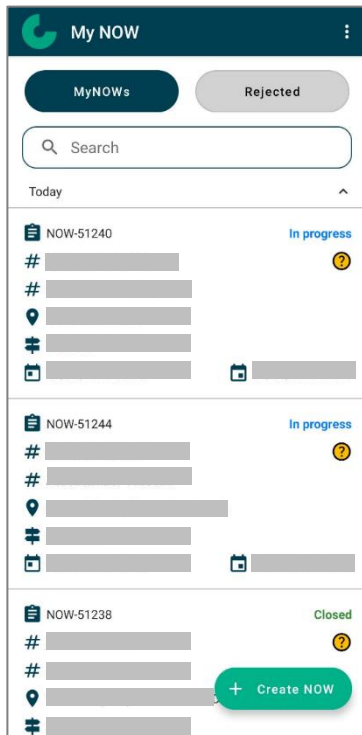 My NOW
MyNOWs Rejected
Search
Today
NOW-51240 In progress
#
?
#
NOW-51244 In progress
#
?
#
NOW-51238 Closed
#
?
#
+ Create NOW